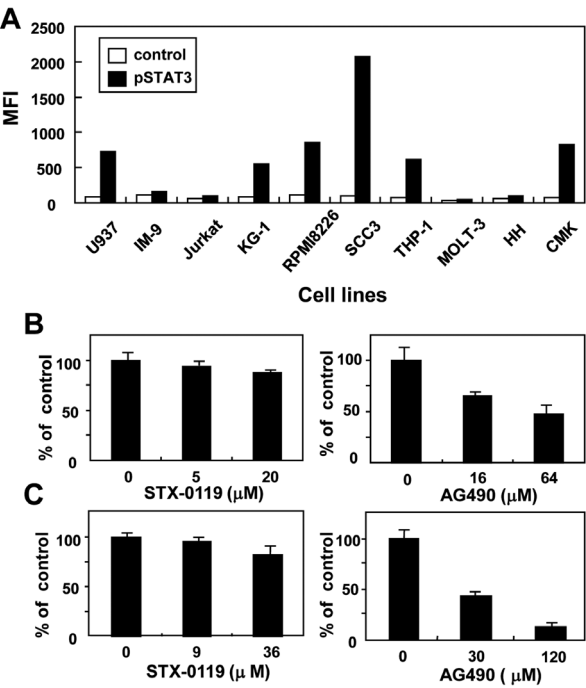 A
2500
2000
1500
1000
500
0
MFI
control
pSTAT3
U937
IM-9
Jurkat
KG-1
RPMI8226
SCC3
THP-1
MOLT-3
HH
CMK
Cell lines
B
% of control
100
50
0
0 5 20
STX-0119 (μM)
% of control
100
50
0
0 16 64
AG490 (μM)
C
% of control
100
50
0
0 9 36
STX-0119 (μ M)
% of control
100
50
0
0 30 120
AG490 ( μM)